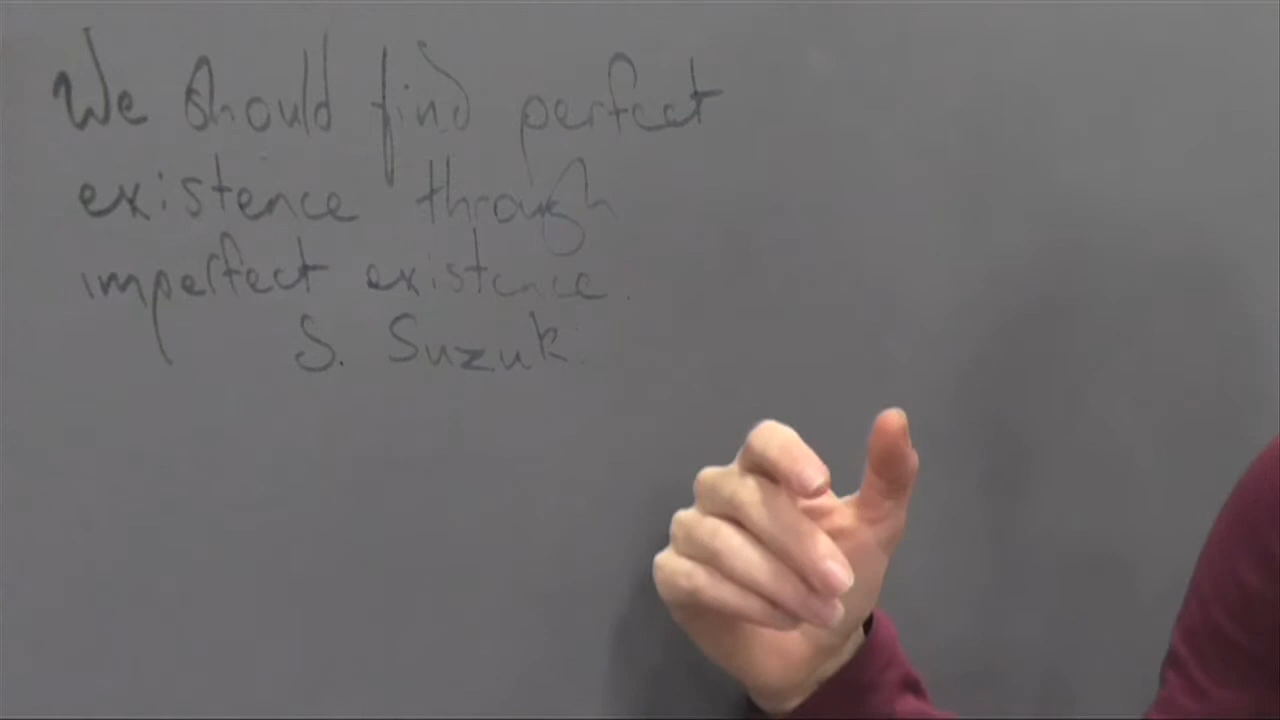 We should find perfect
existence through
imperfect existence.
S. Suzuki